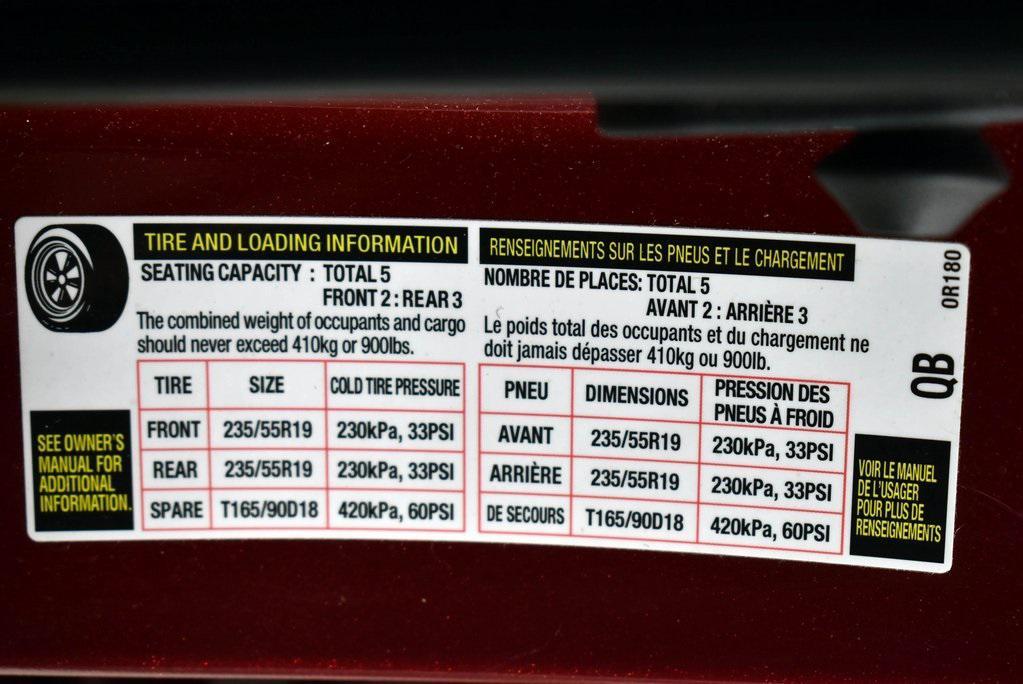 TIRE AND LOADING INFORMATION
SEATING CAPACITY : TOTAL 5
FRONT 2 : REAR 3
The combined weight of occupants and cargo
should never exceed 410kg or 900lbs.
TIRE SIZE COLD TIRE PRESSURE
FRONT 235/55R19 230kPa, 33PSI
REAR 235/55R19 230kPa, 33PSI
SPARE T165/90D18 420kPa, 60PSI
SEE OWNER'S
MANUAL FOR
ADDITIONAL
INFORMATION.
RENSEIGNEMENTS SUR LES PNEUS ET LE CHARGEMENT
NOMBRE DE PLACES: TOTAL 5
AVANT 2 : ARRIÈRE 3
Le poids total des occupants et du chargement ne
doit jamais dépasser 410kg ou 900lb.
PNEU DIMENSIONS PRESSION DES
PNEUS À FROID
AVANT 235/55R19 230kPa, 33PSI
ARRIÈRE 235/55R19 230kPa, 33PSI
DE SECOURS T165/90D18 420kPa, 60PSI
VOIR LE MANUEL
DE L'USAGER
POUR PLUS DE
RENSEIGNEMENTS
0R1180
QB